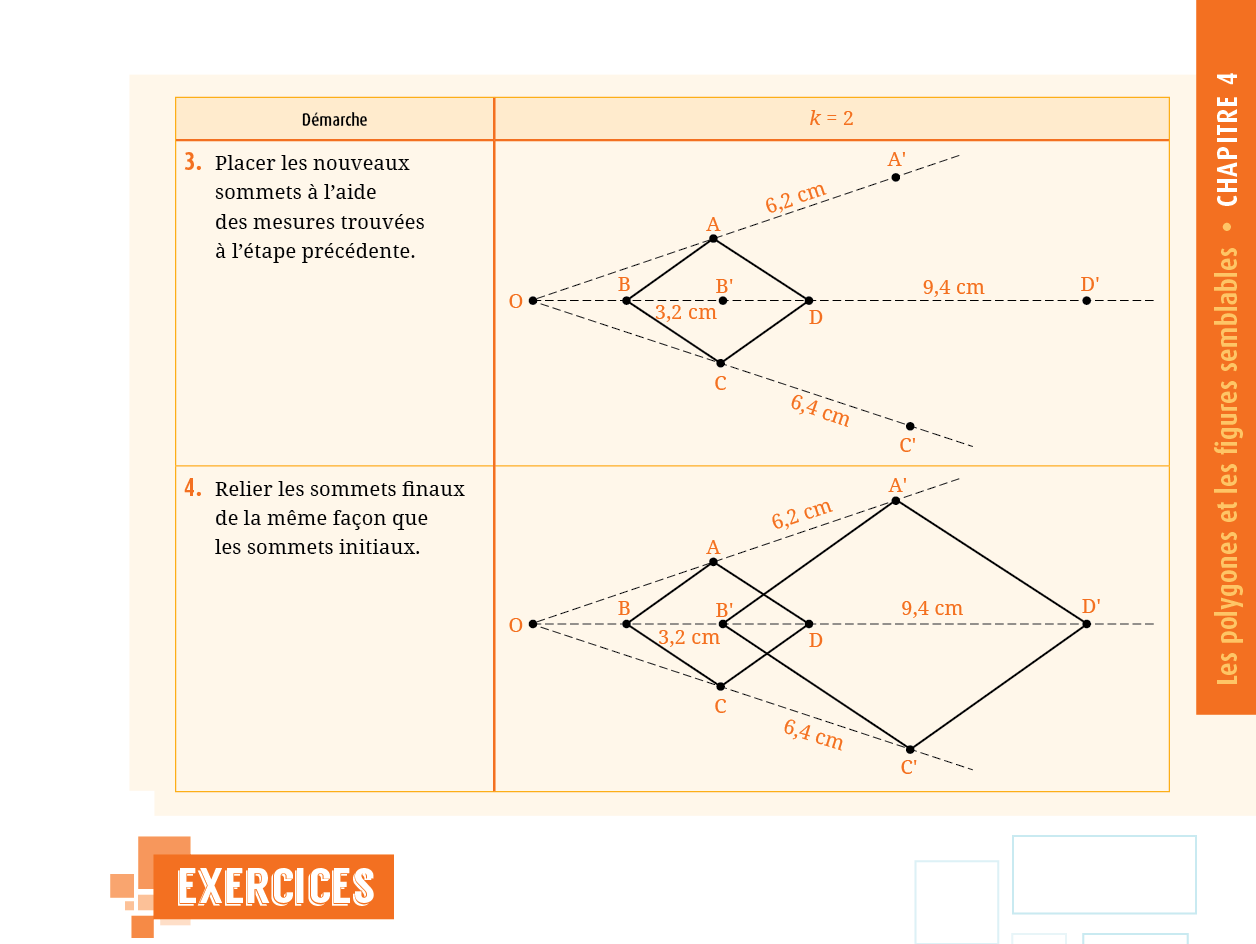 Démarche
k = 2
3. Placer les nouveaux
sommets à l'aide
des mesures trouvées
à l'étape précédente.
A'
6,2 cm
A
B
B'
9,4 cm
D'
O
3,2 cm
D
C
6,4 cm
C'
4. Relier les sommets finaux
de la même façon que
les sommets initiaux.
A'
6,2 cm
A
B
B'
9,4 cm
D'
O
3,2 cm
D
C
6,4 cm
C'
Les polygones et les figures semblables • CHAPITRE 4
EXERCICES